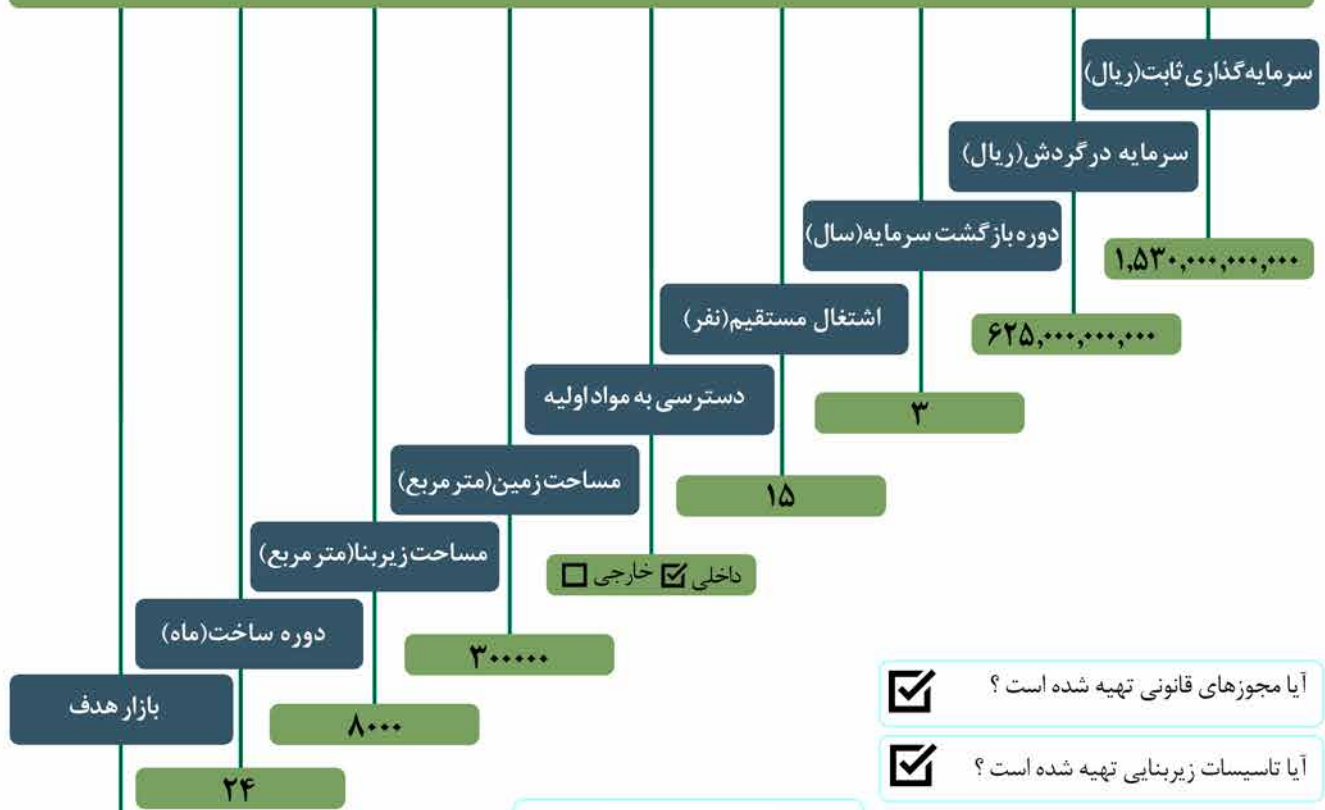 سرمایه‌گذاری ثابت(ریال)
۱,۵۳۰,۰۰۰,۰۰۰,۰۰۰
سرمایه در گردش(ریال)
۶۲۵,۰۰۰,۰۰۰,۰۰۰
دوره بازگشت سرمایه(سال)
۳
اشتغال مستقیم(نفر)
۱۵
دسترسی به مواد اولیه
داخلی ☑ خارجی ☐
مساحت زمین(متر مربع)
۳۰۰۰۰۰
مساحت زیربنا(متر مربع)
۸۰۰۰
دوره ساخت(ماه)
۲۴
بازار هدف
آیا مجوزهای قانونی تهیه شده است ؟ ☑
آیا تاسیسات زیربنایی تهیه شده است ؟ ☑